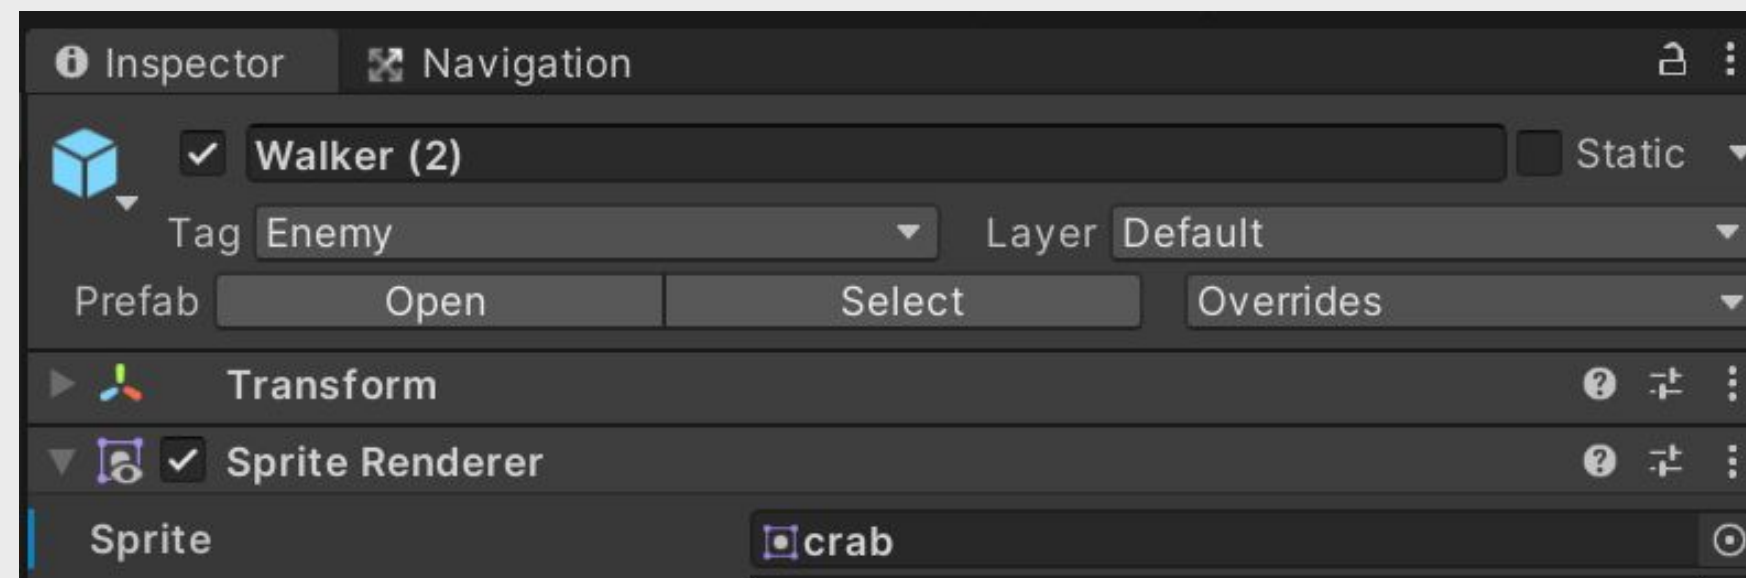 Inspector Navigation
Walker (2) Static
Tag Enemy Layer Default
Prefab Open Select Overrides
Transform
Sprite Renderer
Sprite crab